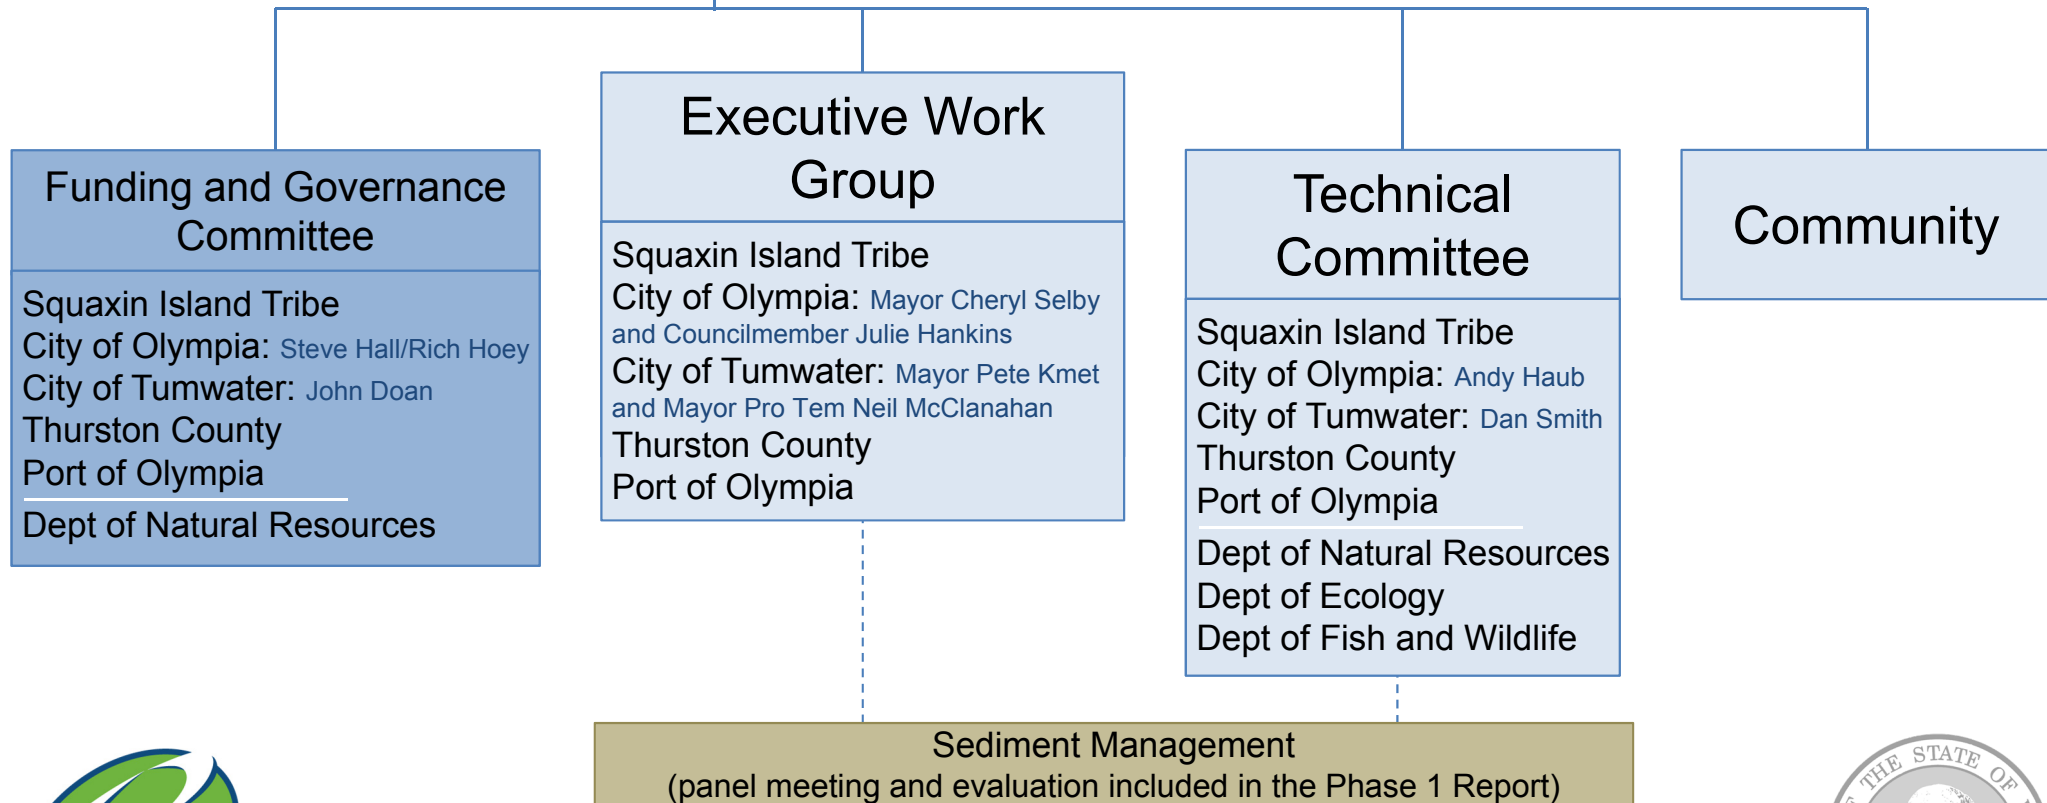 Funding and Governance
Committee
Squaxin Island Tribe
City of Olympia: Steve Hall/Rich Hoey
City of Tumwater: John Doan
Thurston County
Port of Olympia
Dept of Natural Resources
Executive Work
Group
Squaxin Island Tribe
City of Olympia: Mayor Cheryl Selby
and Councilmember Julie Hankins
City of Tumwater: Mayor Pete Kmet
and Mayor Pro Tem Neil McClanahan
Thurston County
Port of Olympia
Technical
Committee
Squaxin Island Tribe
City of Olympia: Andy Haub
City of Tumwater: Dan Smith
Thurston County
Port of Olympia
Dept of Natural Resources
Dept of Ecology
Dept of Fish and Wildlife
Community
Sediment Management
(panel meeting and evaluation included in the Phase 1 Report)
THE STATE OF